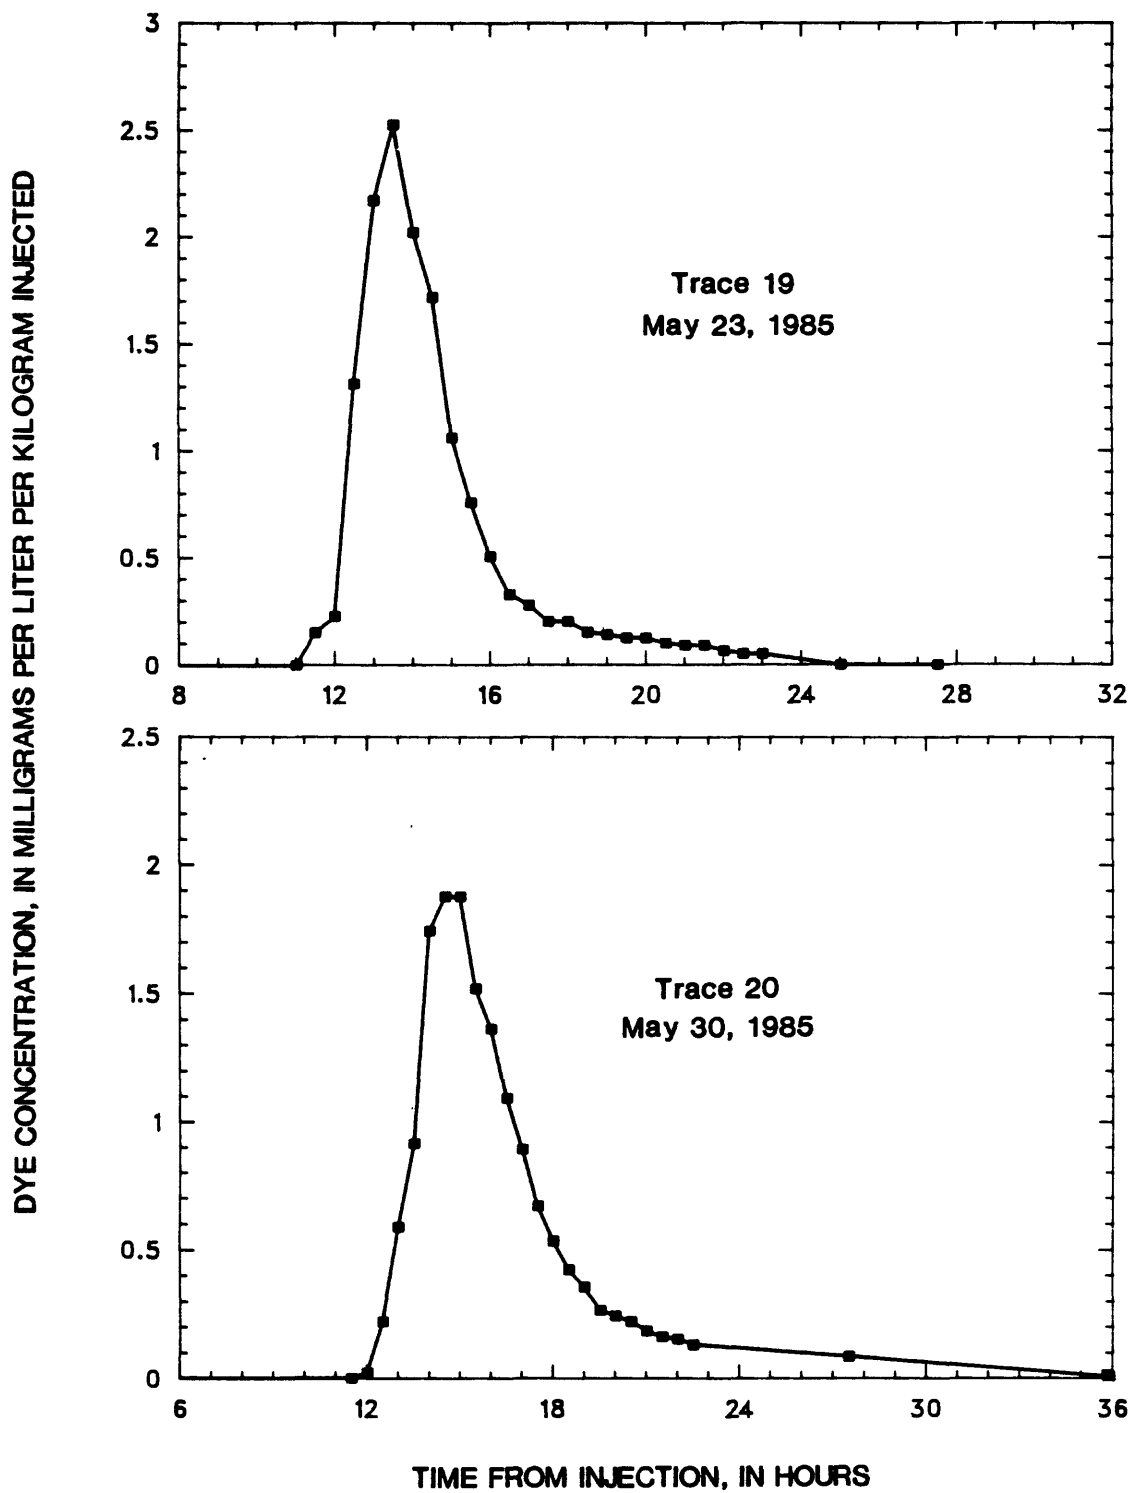 DYE CONCENTRATION, IN MILLIGRAMS PER LITER PER KILOGRAM INJECTED
3
2.5
2
1.5
1
0.5
0
8 12 16 20 24 28 32
Trace 19
May 23, 1985
2.5
2
1.5
1
0.5
0
6 12 18 24 30 36
Trace 20
May 30, 1985
TIME FROM INJECTION, IN HOURS